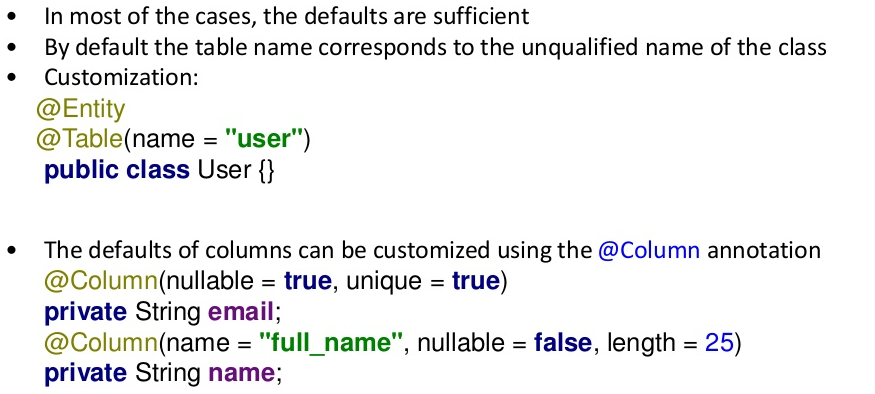 • In most of the cases, the defaults are sufficient
• By default the table name corresponds to the unqualified name of the class
• Customization:
@Entity
@Table(name = "user")
public class User {}
• The defaults of columns can be customized using the @Column annotation
@Column(nullable = true, unique = true)
private String email;
@Column(name = "full_name", nullable = false, length = 25)
private String name;